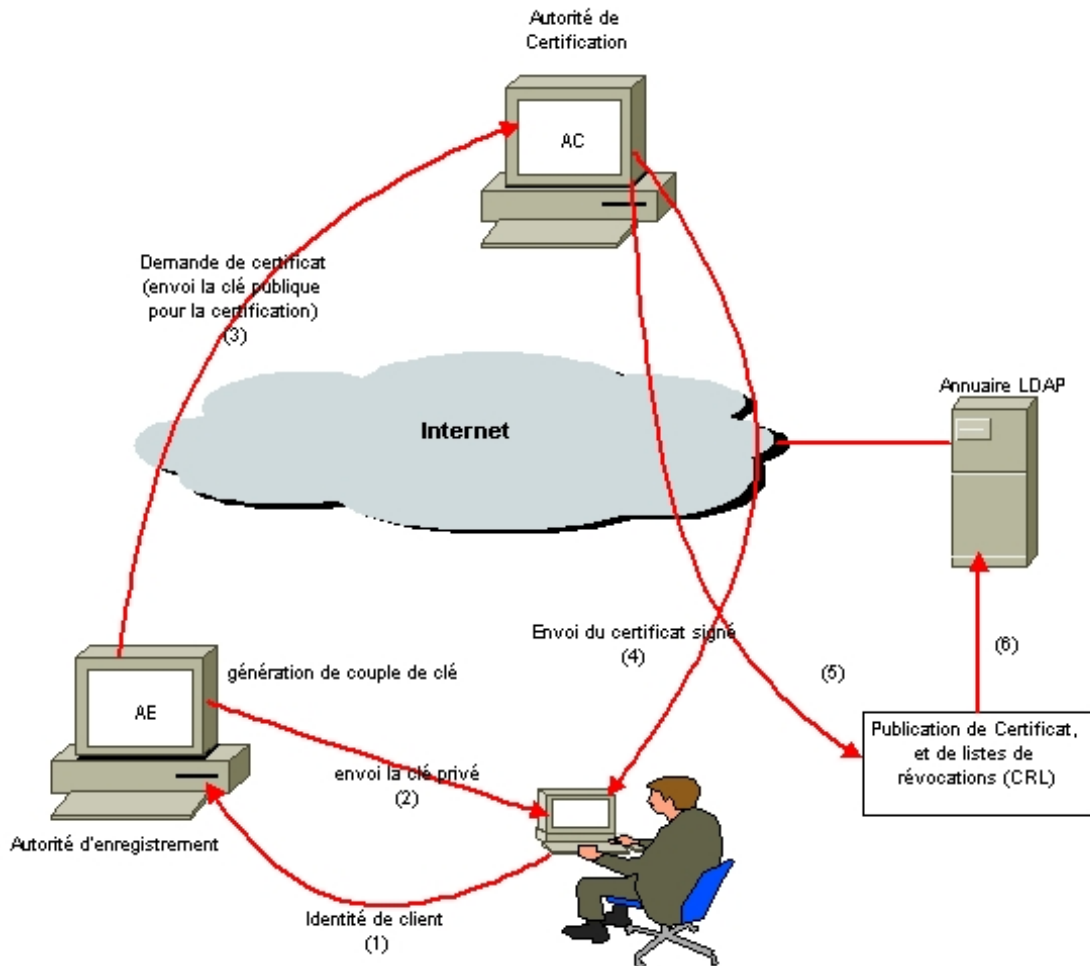 Autorité de
Certification
AC
Demande de certificat
(envoi la clé publique
pour la certification)
(3)
Internet
Annuaire LDAP
Envoi du certificat signé
(4)
(5)
(6)
génération de couple de clé
AE
envoi la clé privé
(2)
Publication de Certificat,
et de listes de
révocations (CRL)
Autorité d'enregistrement
Identité de client
(1)